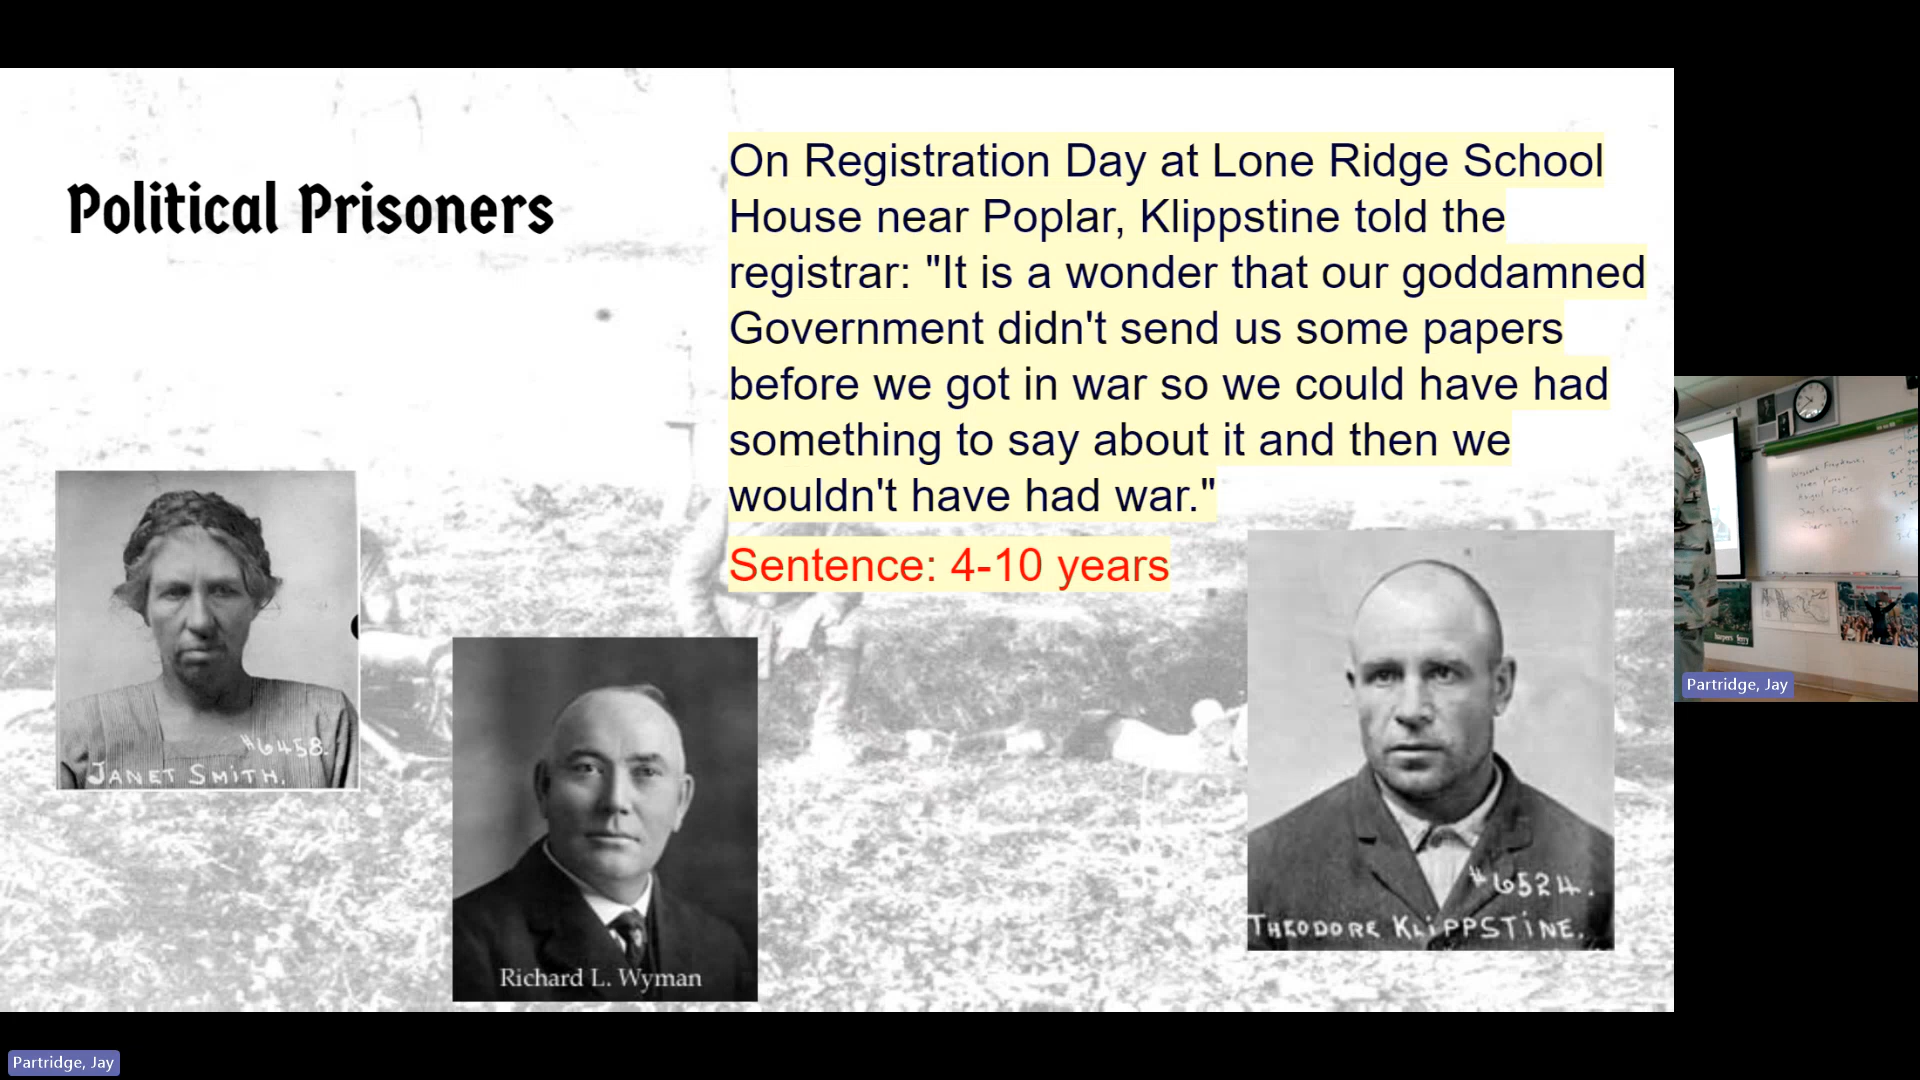 Political Prisoners
On Registration Day at Lone Ridge School
House near Poplar, Klippstine told the
registrar: "It is a wonder that our goddamned
Government didn't send us some papers
before we got in war so we could have had
something to say about it and then we
wouldn't have had war."
Sentence: 4-10 years
#6458.
JANET SMITH.
Richard L. Wyman
#6524.
THEODORE KLIPPSTINE.
harpers ferry
Partridge, Jay
Partridge, Jay